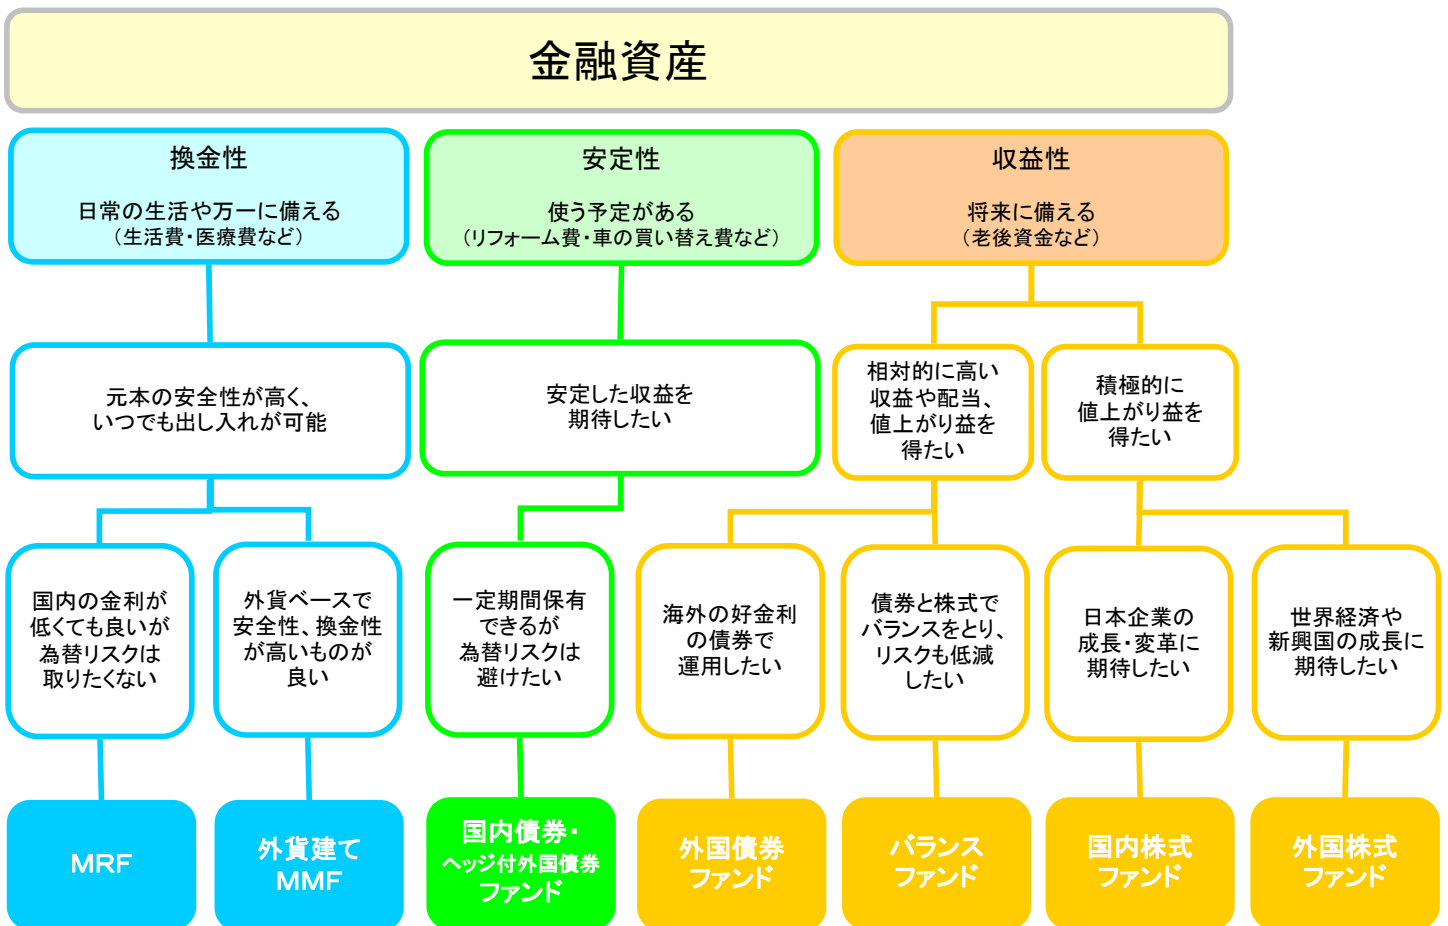 金融資産
換金性
日常の生活や万一に備える
（生活費・医療費など）
安定性
使う予定がある
（リフォーム費・車の買い替え費など）
収益性
将来に備える
（老後資金など）
元本の安全性が高く、
いつでも出し入れが可能
安定した収益を
期待したい
相対的に高い
収益や配当、
値上がり益を
得たい
積極的に
値上がり益を
得たい
国内の金利が
低くても良いが
為替リスクは
取りたくない
外貨ベースで
安全性、換金性
が高いものが
良い
一定期間保有
できるが
為替リスクは
避けたい
海外の好金利
の債券で
運用したい
債券と株式で
バランスをとり、
リスクも低減
したい
日本企業の
成長・変革に
期待したい
世界経済や
新興国の成長に
期待したい
MRF
外貨建て
MMF
国内債券・
ヘッジ付外国債券
ファンド
外国債券
ファンド
バランス
ファンド
国内株式
ファンド
外国株式
ファンド